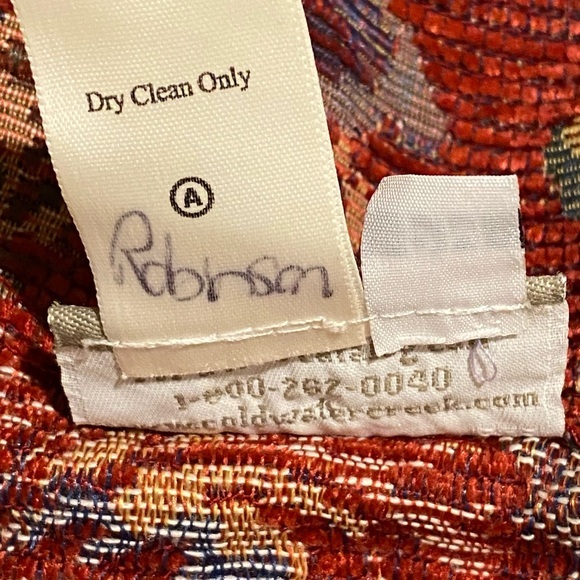 Dry Clean Only
A
Robinson
1-800-262-0040
www.coldwatercreek.com